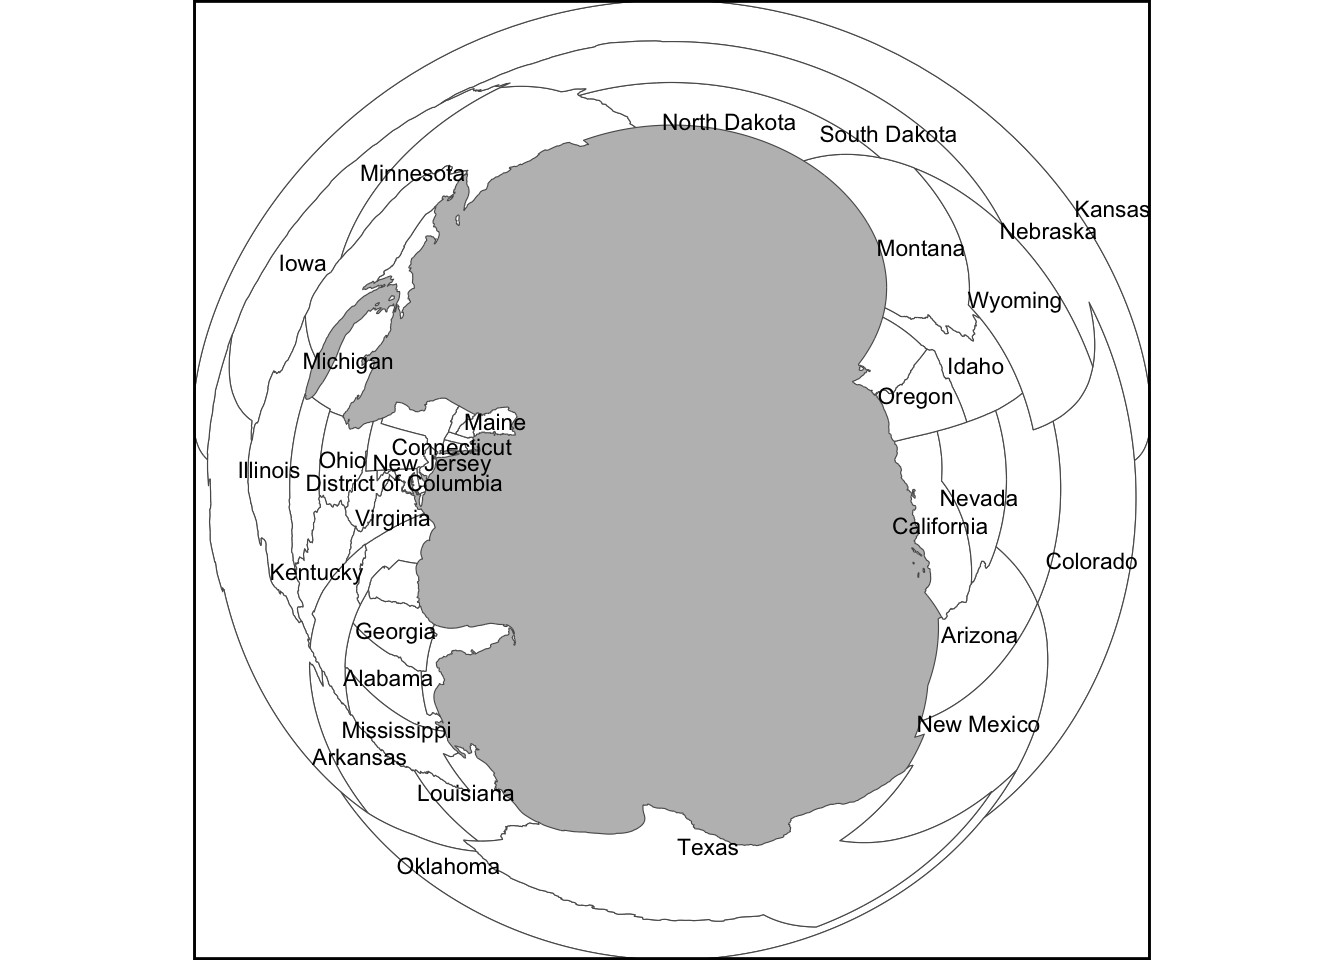 North Dakota
South Dakota
Minnesota
Kansas
Nebraska
Montana
Iowa
Wyoming
Michigan
Idaho
Oregon
Maine
Connecticut
Ohio
New Jersey
Illinois
District of Columbia
Nevada
Virginia
California
Colorado
Kentucky
Georgia
Arizona
Alabama
New Mexico
Mississippi
Arkansas
Louisiana
Texas
Oklahoma